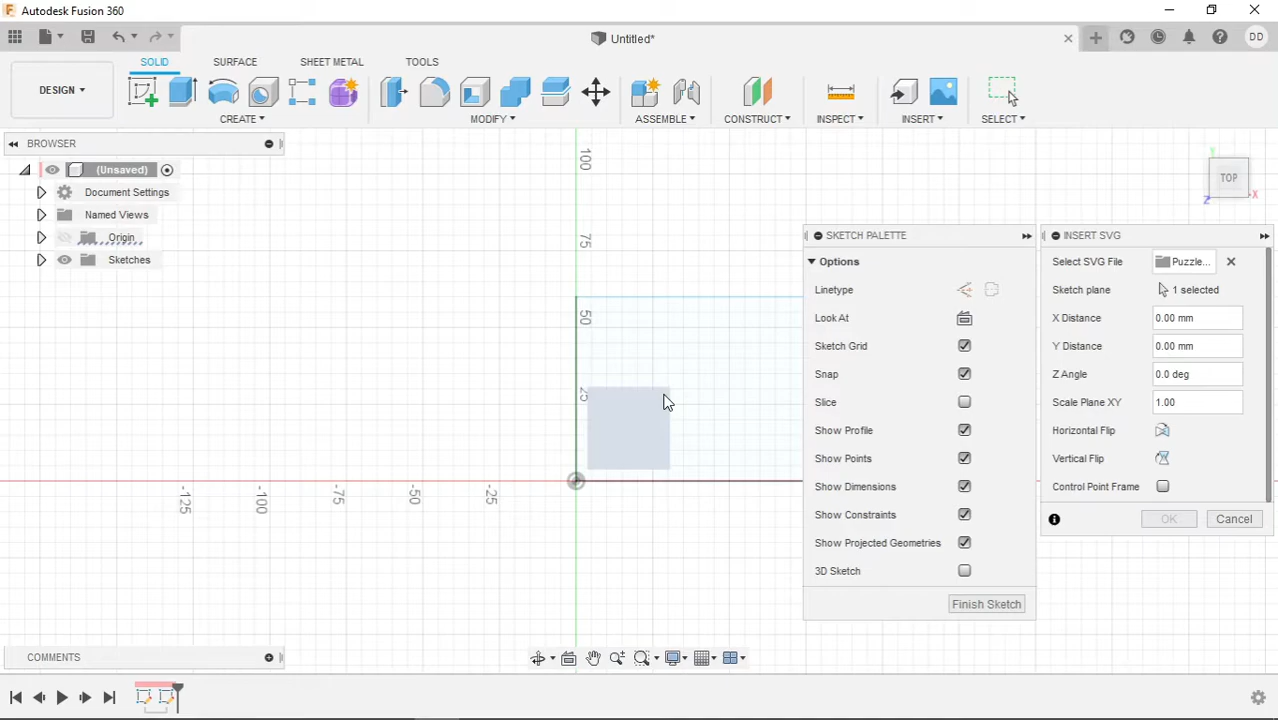 Autodesk Fusion 360
Untitled*
DD
DESIGN
SOLID
SURFACE
SHEET METAL
TOOLS
CREATE
MODIFY
ASSEMBLE
CONSTRUCT
INSPECT
INSERT
SELECT
BROWSER
(Unsaved)
Document Settings
Named Views
Origin
Sketches
100
75
50
25
-125
-100
-75
-50
-25
TOP
X
Y
Z
SKETCH PALETTE
Options
Linetype
Look At
Sketch Grid
Snap
Slice
Show Profile
Show Points
Show Dimensions
Show Constraints
Show Projected Geometries
3D Sketch
Finish Sketch
INSERT SVG
Select SVG File Puzzle...
Sketch plane 1 selected
X Distance 0.00 mm
Y Distance 0.00 mm
Z Angle 0.0 deg
Scale Plane XY 1.00
Horizontal Flip
Vertical Flip
Control Point Frame
OK Cancel
COMMENTS